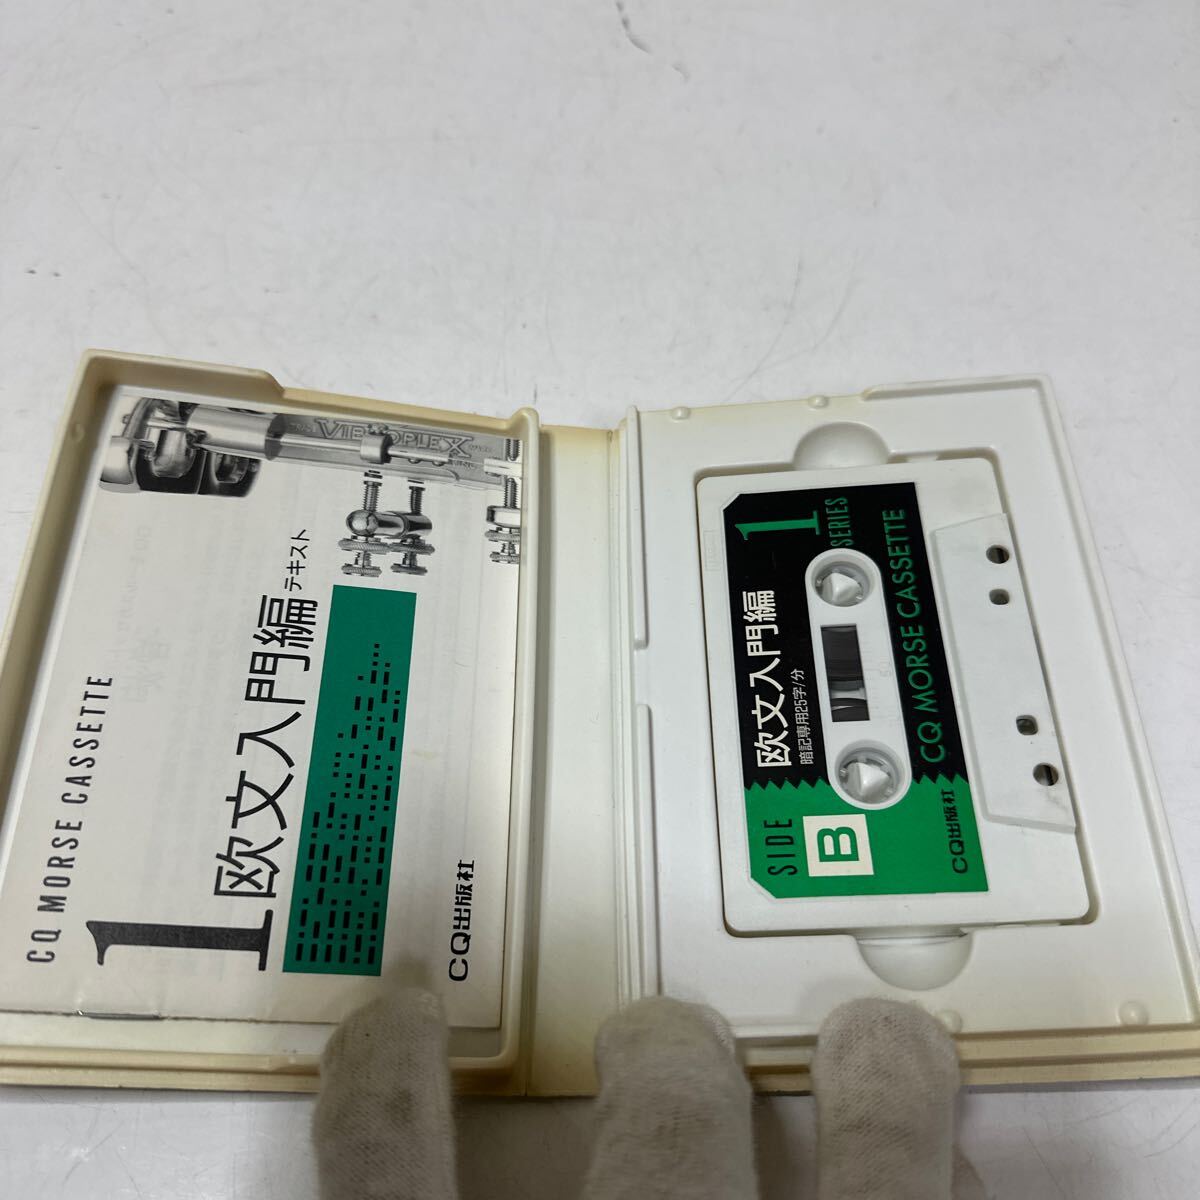 CQ MORSE CASSETTE
1 欧文入門編 テキスト
VIBROPLEX
CQ出版社
1 SERIES
欧文入門編
暗記専用25字/分
CQ MORSE CASSETTE
SIDE
B
CQ出版社